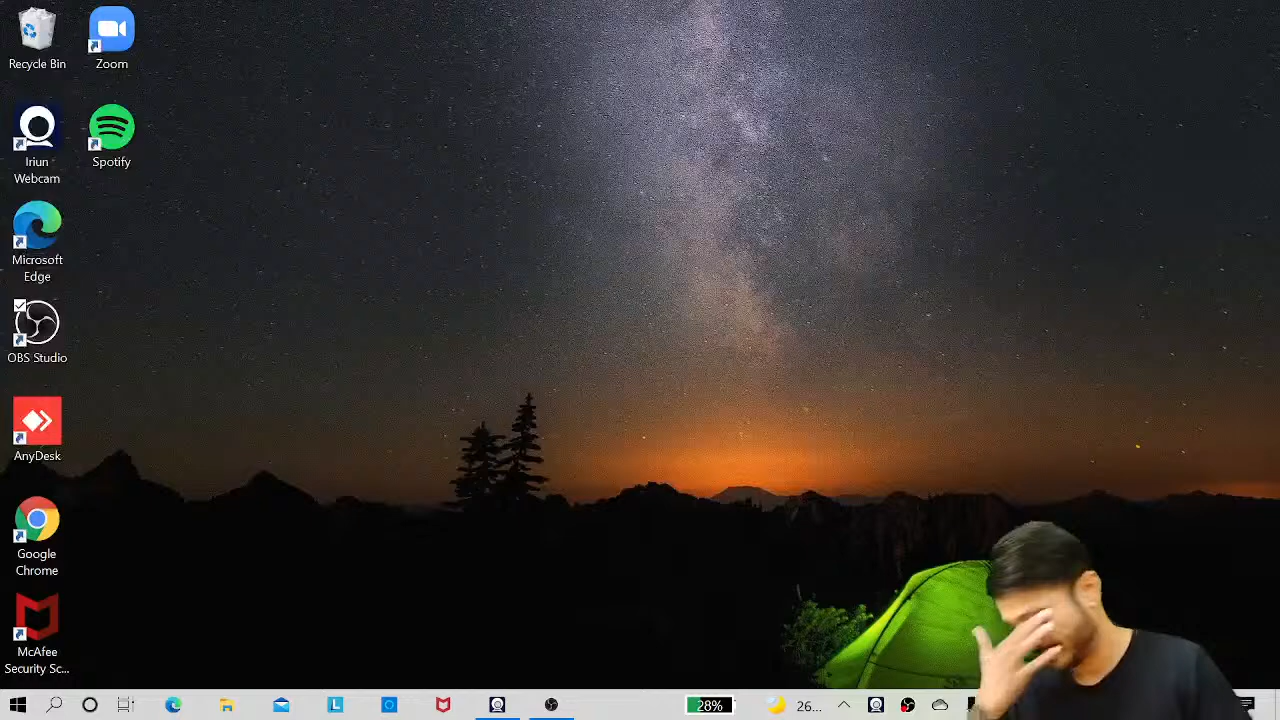 Recycle Bin
Zoom
Iriun
Webcam
Spotify
Microsoft
Edge
OBS Studio
AnyDesk
Google
Chrome
McAfee
Security Sc...
L
28%
26...